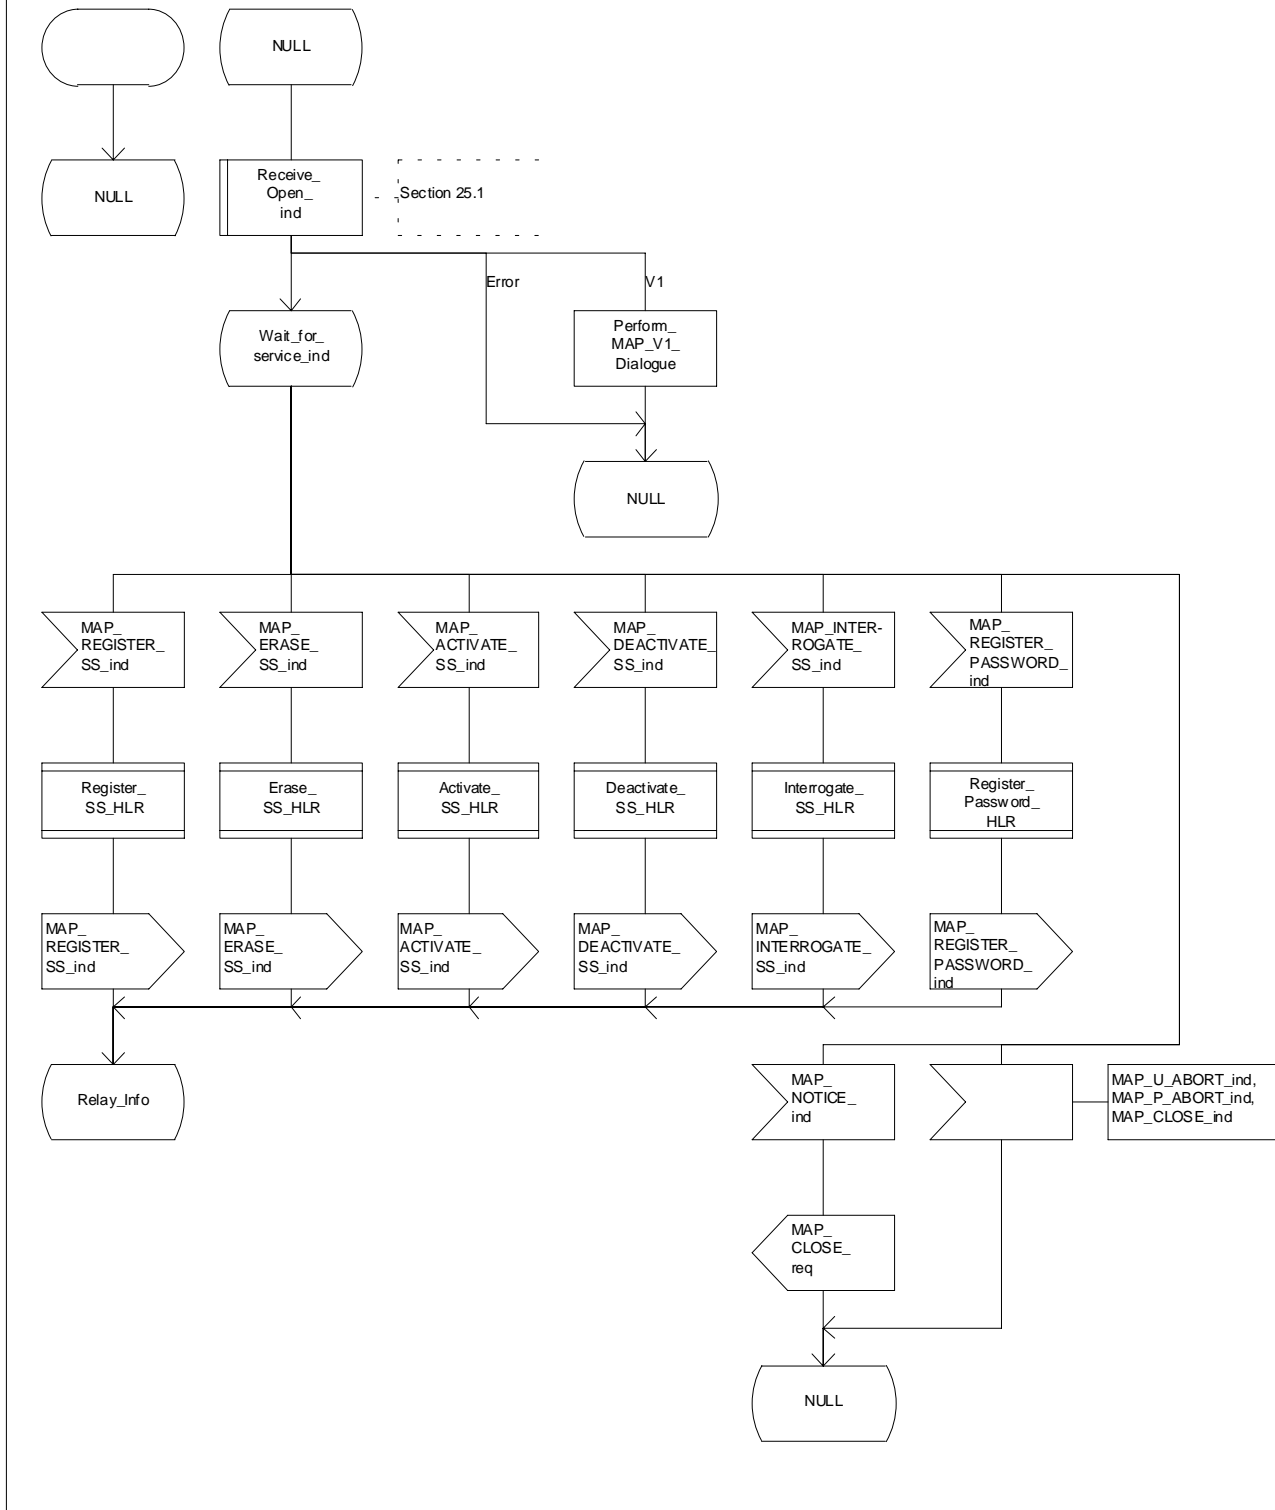 NULL
NULL
Receive_
Open_
ind
Section 25.1
Error
V1
Wait_for_
service_ind
Perform_
MAP_V1_
Dialogue
NULL
MAP_
REGISTER_
SS_ind
MAP_
ERASE_
SS_ind
MAP_
ACTIVATE_
SS_ind
MAP_
DEACTIVATE_
SS_ind
MAP_INTER-
ROGATE_
SS_ind
MAP_
REGISTER_
PASSWORD_
ind
Register_
SS_HLR
Erase_
SS_HLR
Activate_
SS_HLR
Deactivate_
SS_HLR
Interrogate_
SS_HLR
Register_
Password_
HLR
MAP_
REGISTER_
SS_ind
MAP_
ERASE_
SS_ind
MAP_
ACTIVATE_
SS_ind
MAP_
DEACTIVATE_
SS_ind
MAP_
INTERROGATE_
SS_ind
MAP_
REGISTER_
PASSWORD_
ind
Relay_Info
MAP_
NOTICE_
ind
MAP_U_ABORT_ind,
MAP_P_ABORT_ind,
MAP_CLOSE_ind
MAP_
CLOSE_
req
NULL